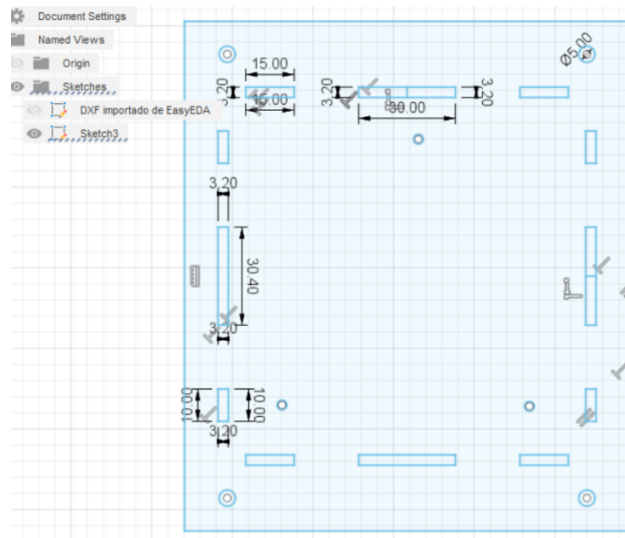 Document Settings
Named Views
Origin
Sketches
DXF importado de EasyEDA
Sketch3
Ø5.00
15.00
3.20
3.20
3.20
30.00
3.20
30.40
3.20
10.00
10.00
3.20